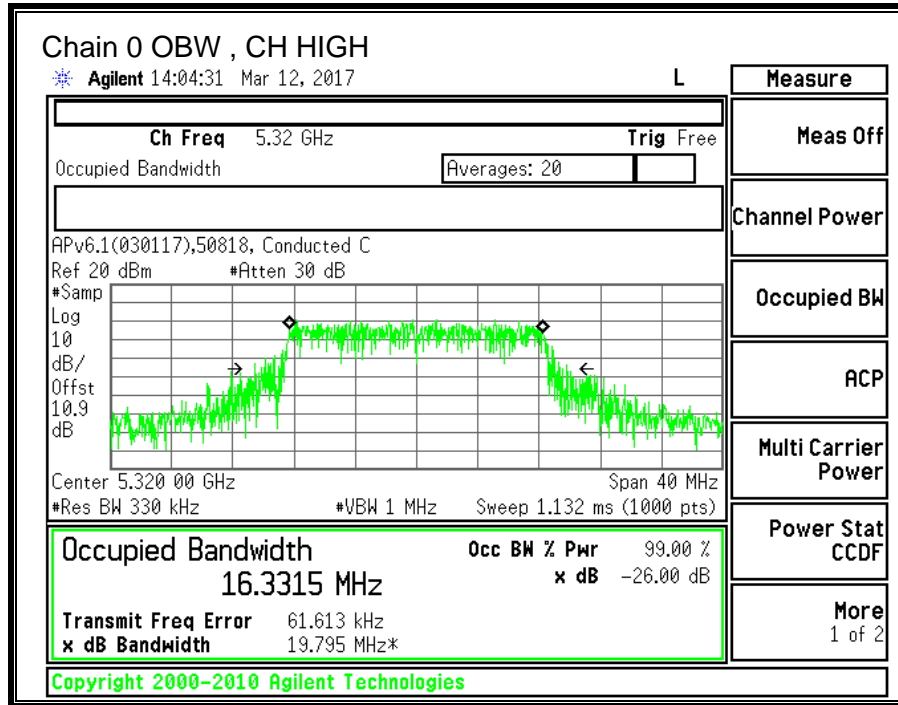 Chain 0 OBW , CH HIGH
Agilent 14:04:31 Mar 12, 2017 L
Measure
Ch Freq 5.32 GHz Trig Free
Meas Off
Occupied Bandwidth Averages: 20
Channel Power
APv6.1(030117),50818, Conducted C
Ref 20 dBm #Atten 30 dB
#Samp
Log
10
dB/
Offst
10.9
dB
Occupied BW
ACP
Center 5.320 00 GHz Span 40 MHz
#Res BW 330 kHz #VBW 1 MHz Sweep 1.132 ms (1000 pts)
Multi Carrier
Power
Occupied Bandwidth Occ BW % Pwr 99.00 %
16.3315 MHz x dB -26.00 dB
Power Stat
CCDF
Transmit Freq Error 61.613 kHz
x dB Bandwidth 19.795 MHz*
More
1 of 2
Copyright 2000-2010 Agilent Technologies